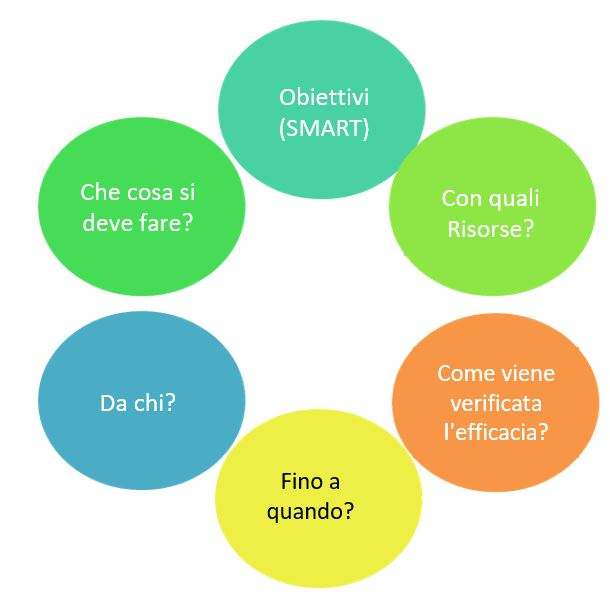 Obiettivi
(SMART)
Che cosa si
deve fare?
Con quali
Risorse?
Da chi?
Come viene
verificata
l'efficacia?
Fino a
quando?